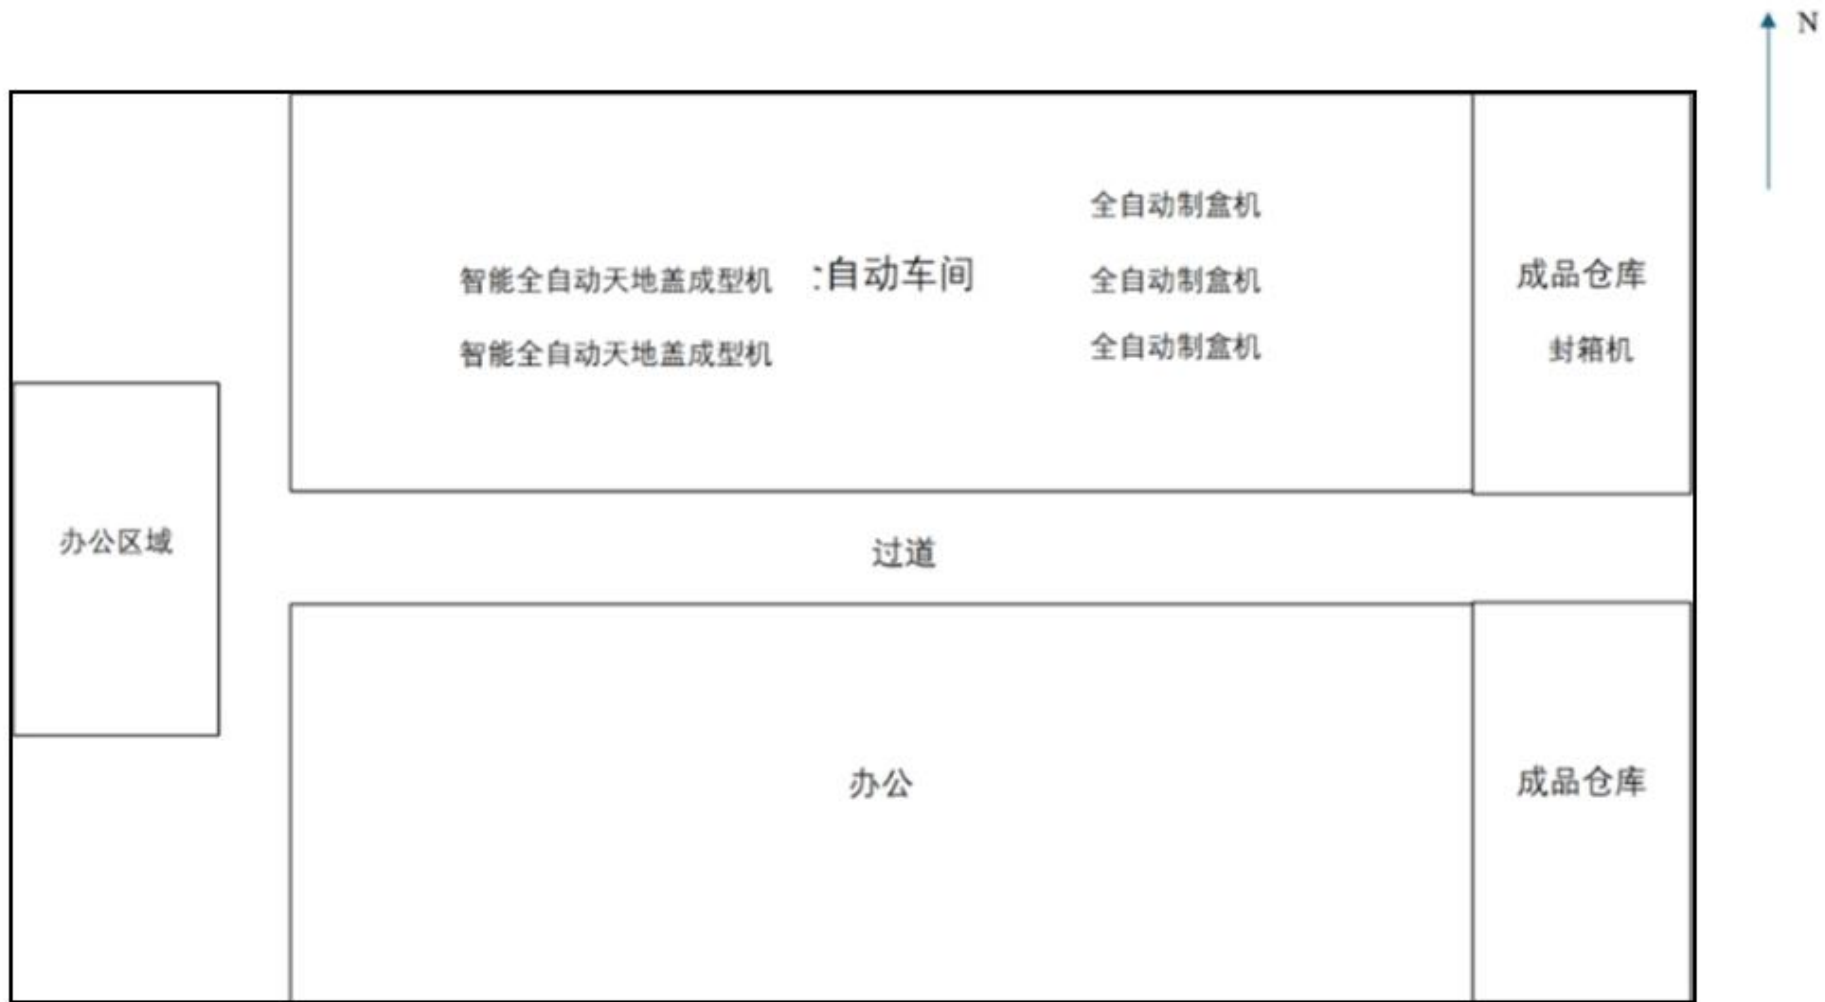 N
全自动制盒机
智能全自动天地盖成型机
自动车间
全自动制盒机
成品仓库
智能全自动天地盖成型机
全自动制盒机
封箱机
办公区域
过道
办公
成品仓库